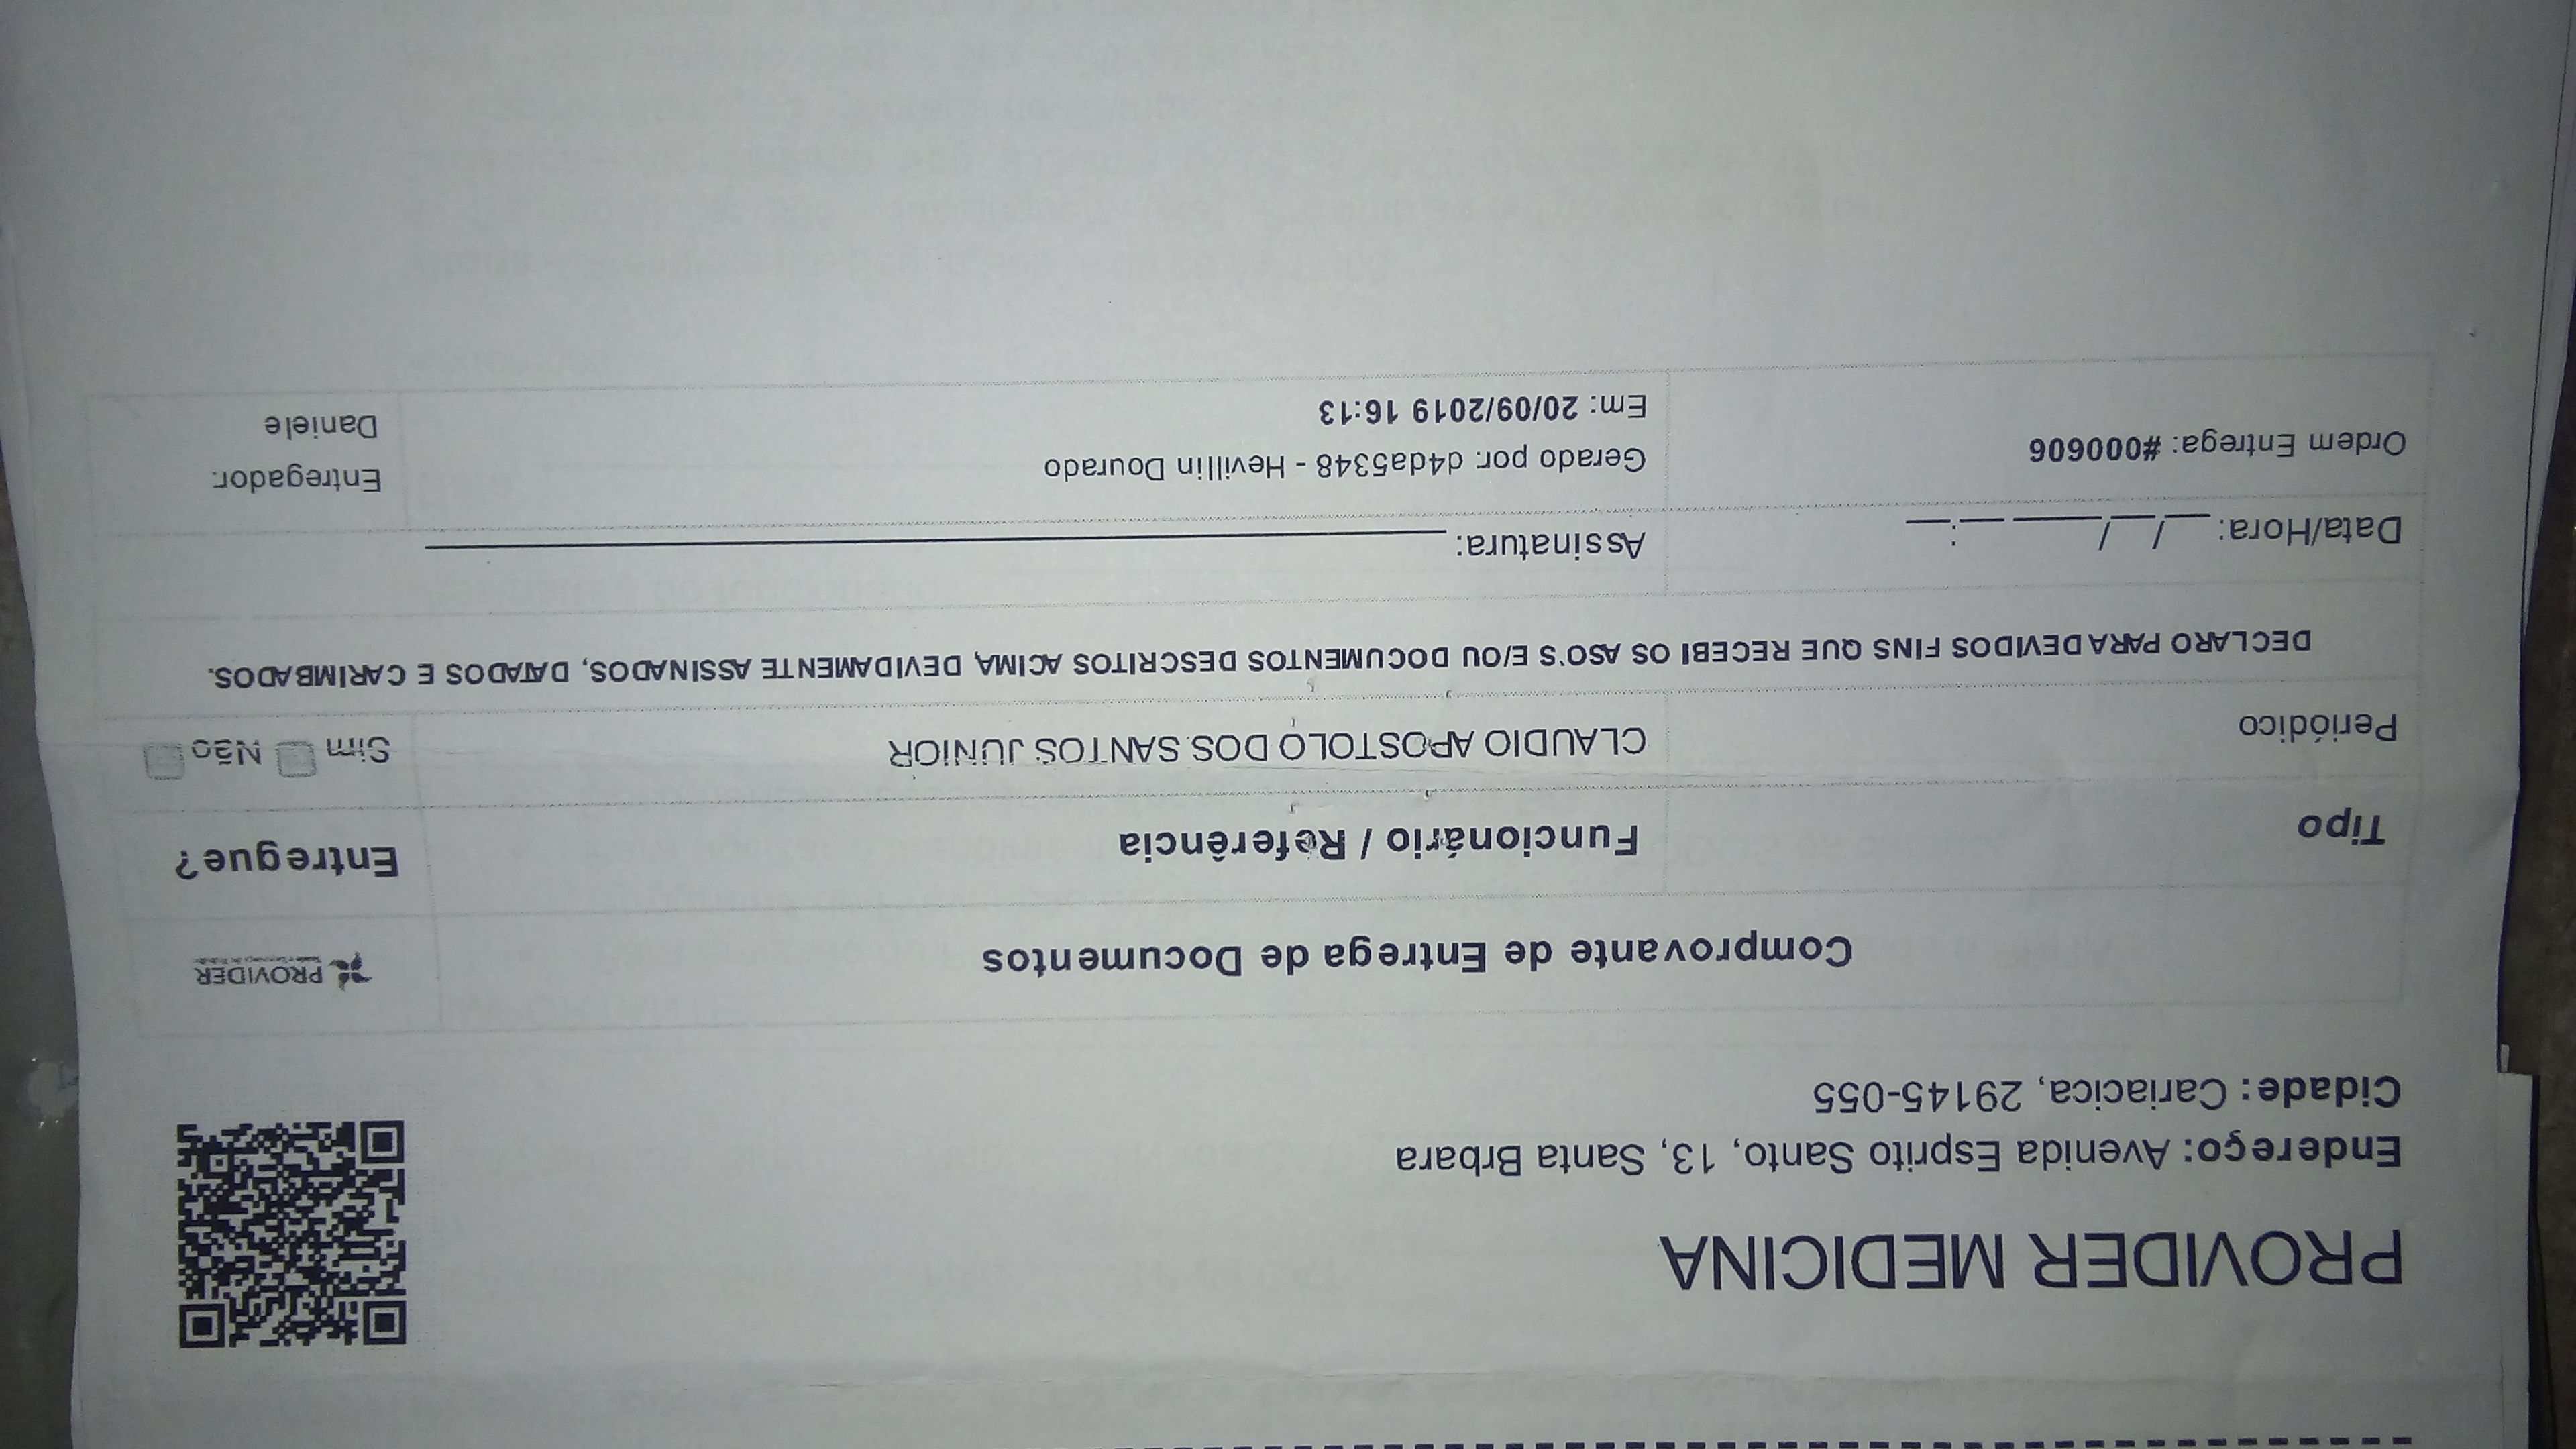 PROVIDER MEDICINA
Endereço: Avenida Esprito Santo, 13, Santa Brbara
Cidade: Cariacica, 29145-055
Comprovante de Entrega de Documentos
PROVIDER
Tipo Funcionário / Referência Entregue?
Periódico CLAUDIO APOSTOLO DOS SANTOS JUNIOR Sim Não
DECLARO PARA DEVIDOS FINS QUE RECEBI OS ASO'S E/OU DOCUMENTOS DESCRITOS ACIMA, DEVIDAMENTE ASSINADOS, DATADOS E CARIMBADOS.
Data/Hora: __/__/____ __:__ Assinatura: ____________________
Ordem Entrega: #000606
Gerado por: d4da5348 - Hevillin Dourado
Em: 20/09/2019 16:13
Entregador:
Daniele